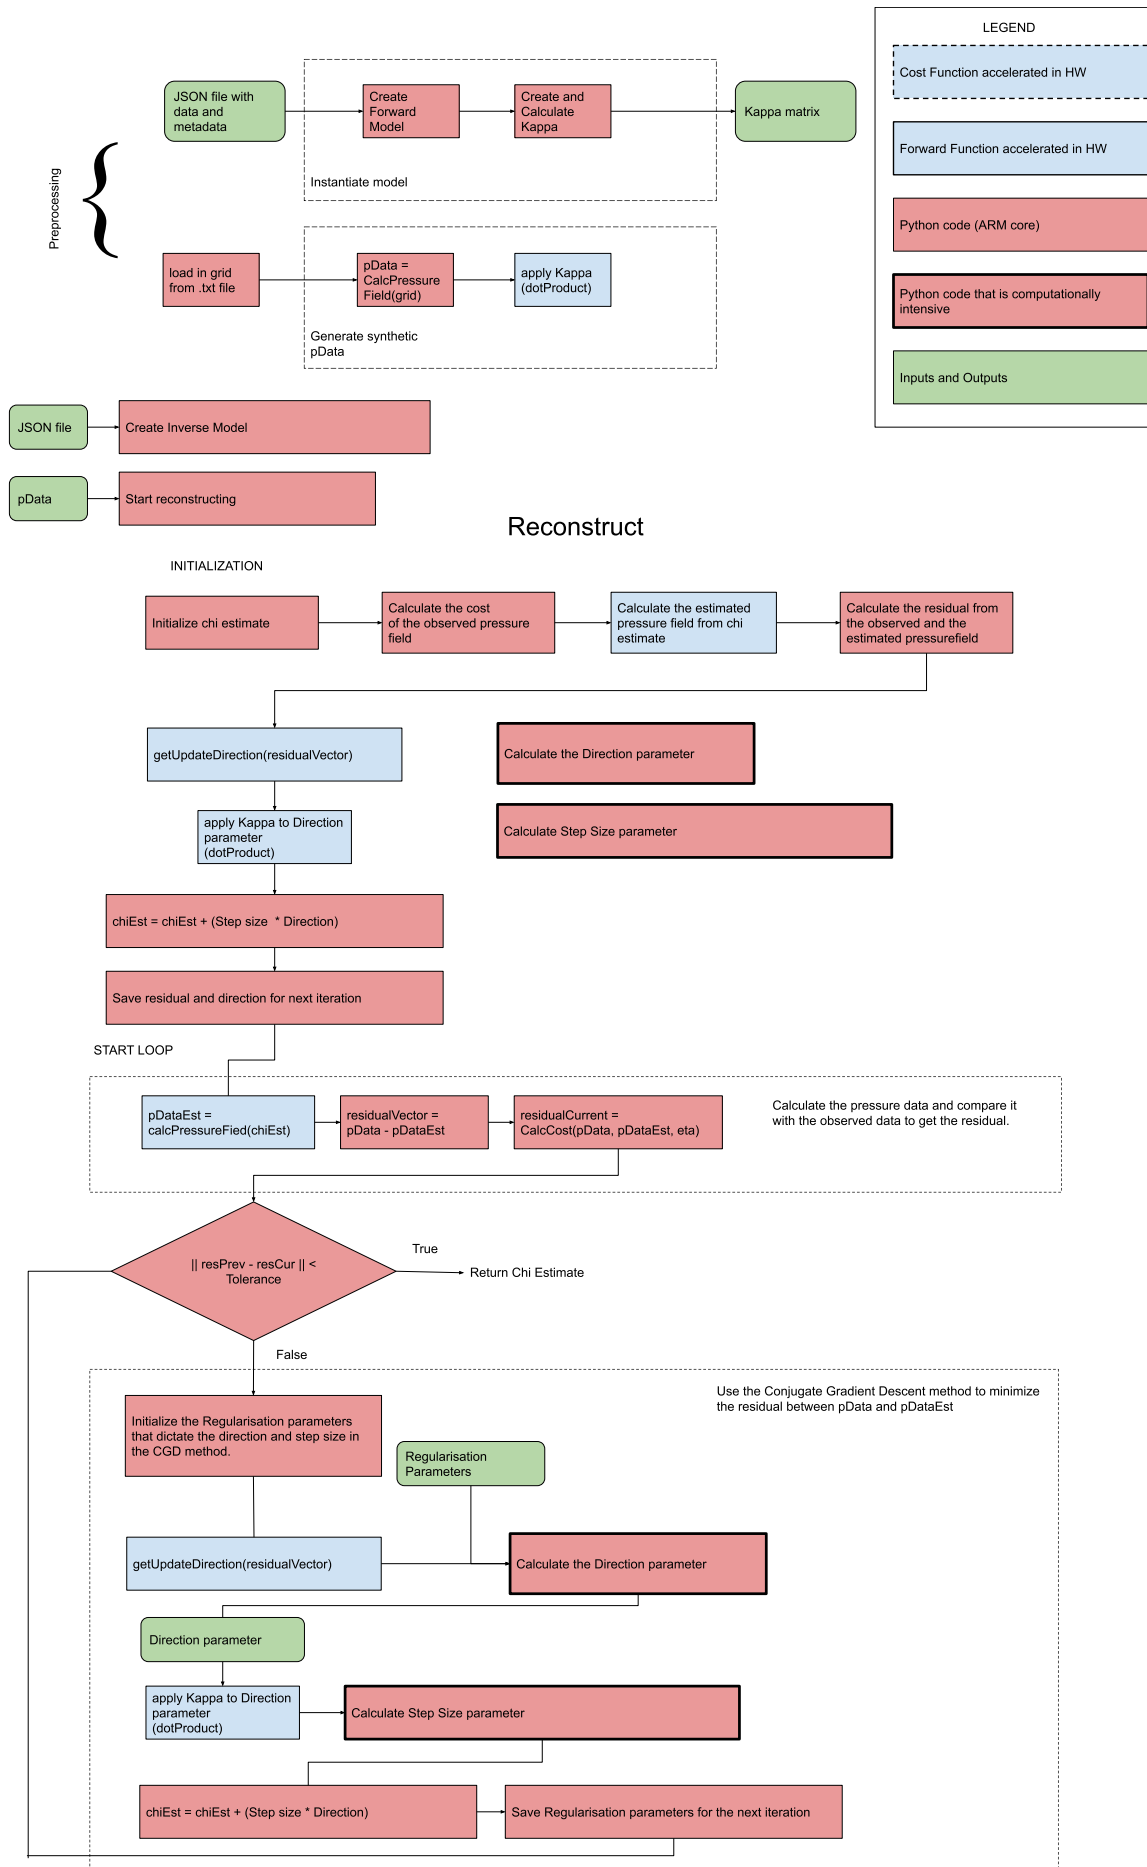 LEGEND
Cost Function accelerated in HW
Forward Function accelerated in HW
Python code (ARM core)
Python code that is computationally
intensive
Inputs and Outputs
Preprocessing
{
JSON file with
data and
metadata
Create
Forward
Model
Create and
Calculate
Kappa
Kappa matrix
Instantiate model
load in grid
from .txt file
pData =
CalcPressure
Field(grid)
apply Kappa
(dotProduct)
Generate synthetic
pData
JSON file
Create Inverse Model
pData
Start reconstructing
Reconstruct
INITIALIZATION
Initialize chi estimate
Calculate the cost
of the observed pressure
field
Calculate the estimated
pressure field from chi
estimate
Calculate the residual from
the observed and the
estimated pressurefield
getUpdateDirection(residualVector)
Calculate the Direction parameter
apply Kappa to Direction
parameter
(dotProduct)
Calculate Step Size parameter
chiEst = chiEst + (Step size  * Direction)
Save residual and direction for next iteration
START LOOP
pDataEst =
calcPressureFied(chiEst)
residualVector =
pData - pDataEst
residualCurrent =
CalcCost(pData, pDataEst, eta)
Calculate the pressure data and compare it
with the observed data to get the residual.
|| resPrev - resCur || <
Tolerance
True
Return Chi Estimate
False
Use the Conjugate Gradient Descent method to minimize
the residual between pData and pDataEst
Initialize the Regularisation parameters
that dictate the direction and step size in
the CGD method.
Regularisation
Parameters
getUpdateDirection(residualVector)
Calculate the Direction parameter
Direction parameter
apply Kappa to Direction
parameter
(dotProduct)
Calculate Step Size parameter
chiEst = chiEst + (Step size * Direction)
Save Regularisation parameters for the next iteration